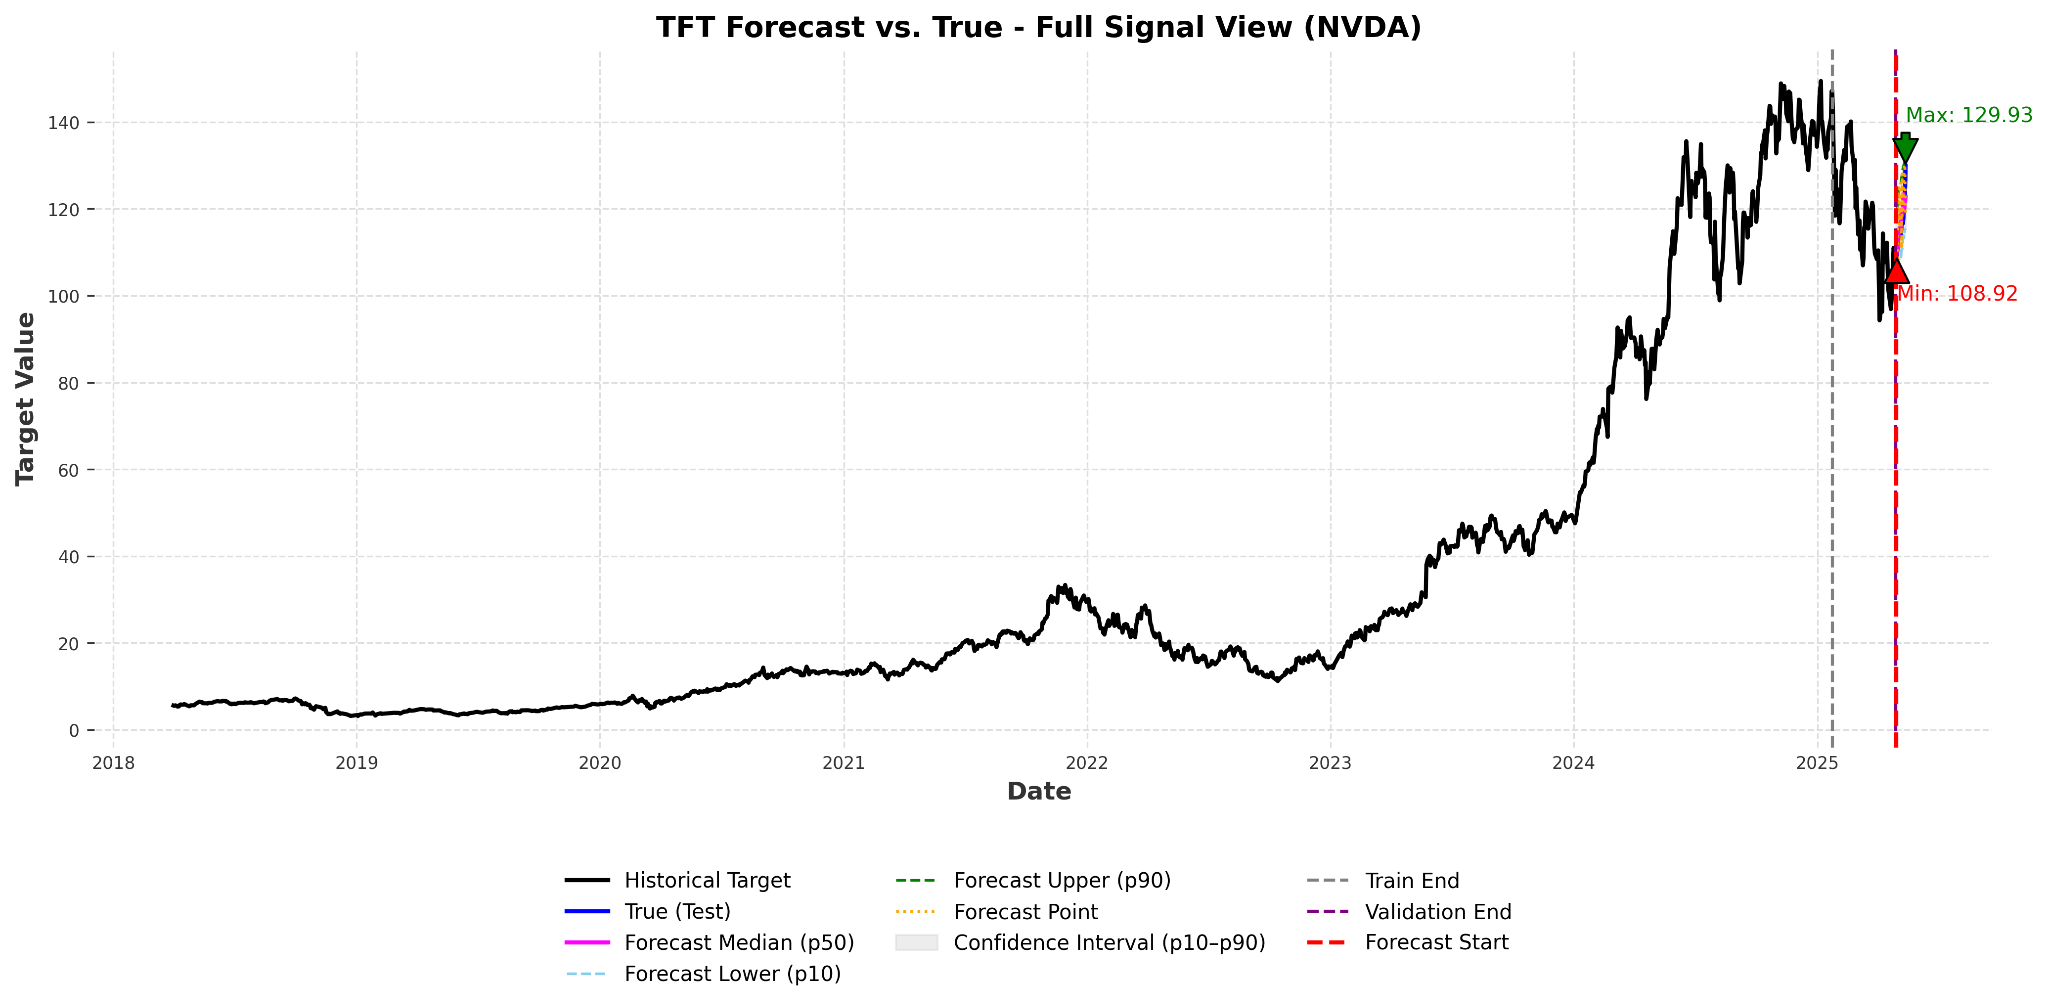 TFT Forecast vs. True - Full Signal View (NVDA)
Max: 129.93
Min: 108.92
140
120
100
80
60
40
20
0
Target Value
2018
2019
2020
2021
2022
2023
2024
2025
Date
Historical Target
True (Test)
Forecast Median (p50)
Forecast Lower (p10)
Forecast Upper (p90)
Forecast Point
Confidence Interval (p10–p90)
Train End
Validation End
Forecast Start